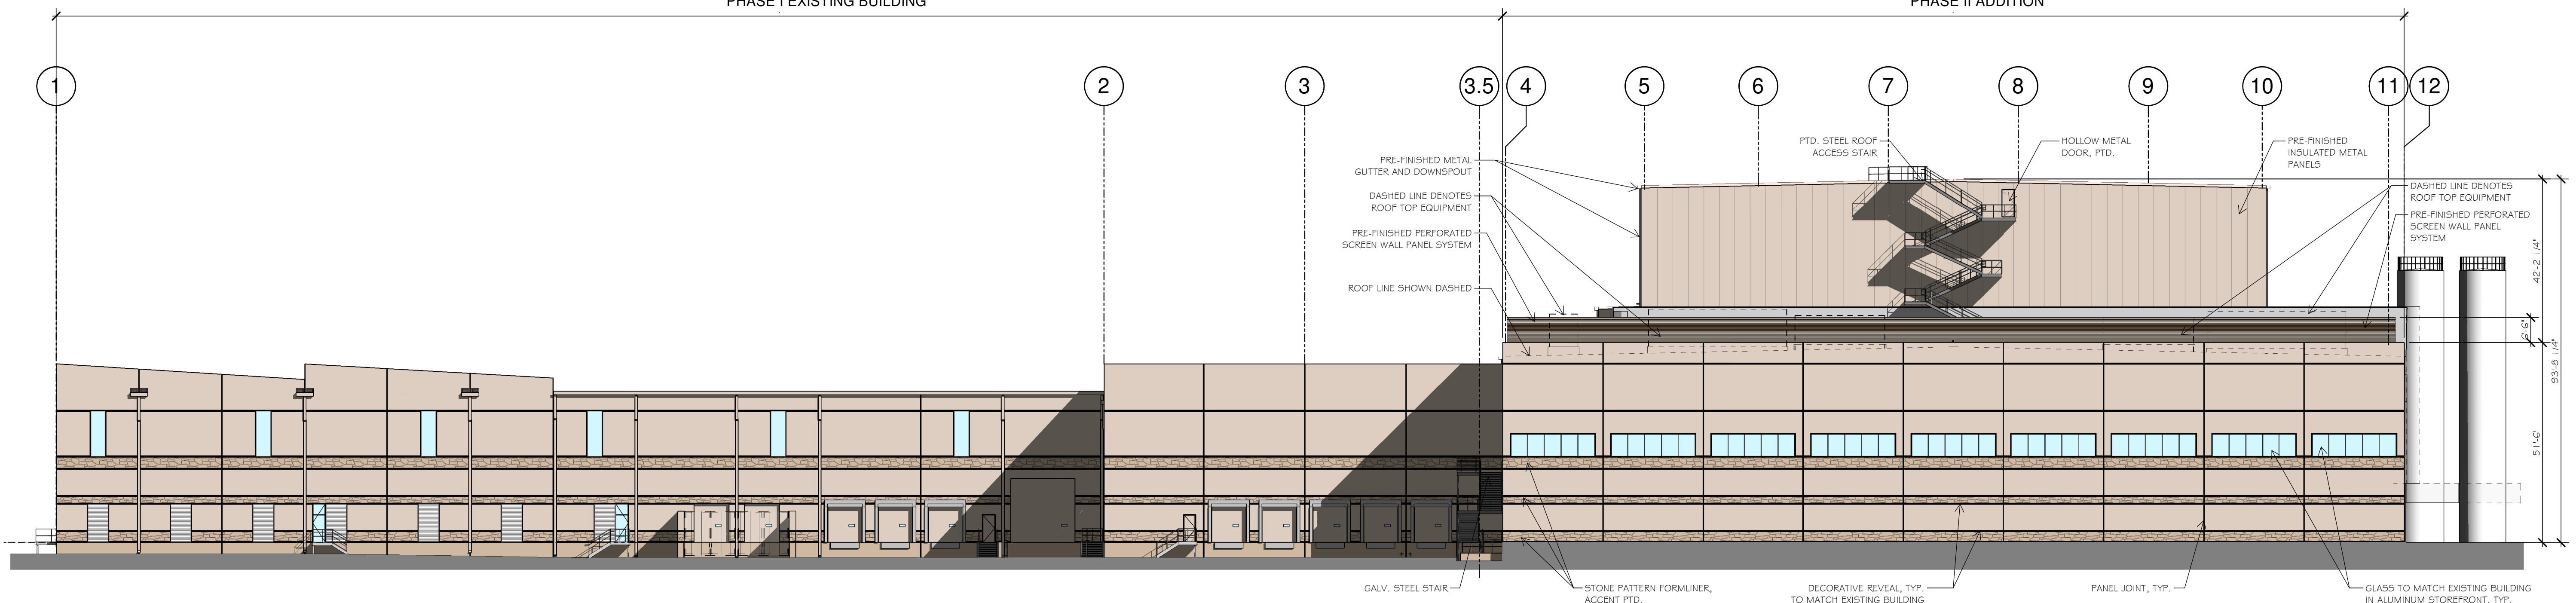 PHASE I EXISTING BUILDING
PHASE II ADDITION
1
2
3
3.5
4
5
6
7
8
9
10
11
12
PRE-FINISHED METAL
GUTTER AND DOWNSPOUT
DASHED LINE DENOTES
ROOF TOP EQUIPMENT
PRE-FINISHED PERFORATED
SCREEN WALL PANEL SYSTEM
ROOF LINE SHOWN DASHED
PTD. STEEL ROOF
ACCESS STAIR
HOLLOW METAL
DOOR, PTD.
PRE-FINISHED
INSULATED METAL
PANELS
DASHED LINE DENOTES
ROOF TOP EQUIPMENT
PRE-FINISHED PERFORATED
SCREEN WALL PANEL
SYSTEM
42'-2 1/4"
6'-6"
93'-8 1/4"
51'-6"
GALV. STEEL STAIR
STONE PATTERN FORMLINER,
ACCENT PTD.
DECORATIVE REVEAL, TYP.
TO MATCH EXISTING BUILDING
PANEL JOINT, TYP.
GLASS TO MATCH EXISTING BUILDING
IN ALUMINUM STOREFRONT, TYP.